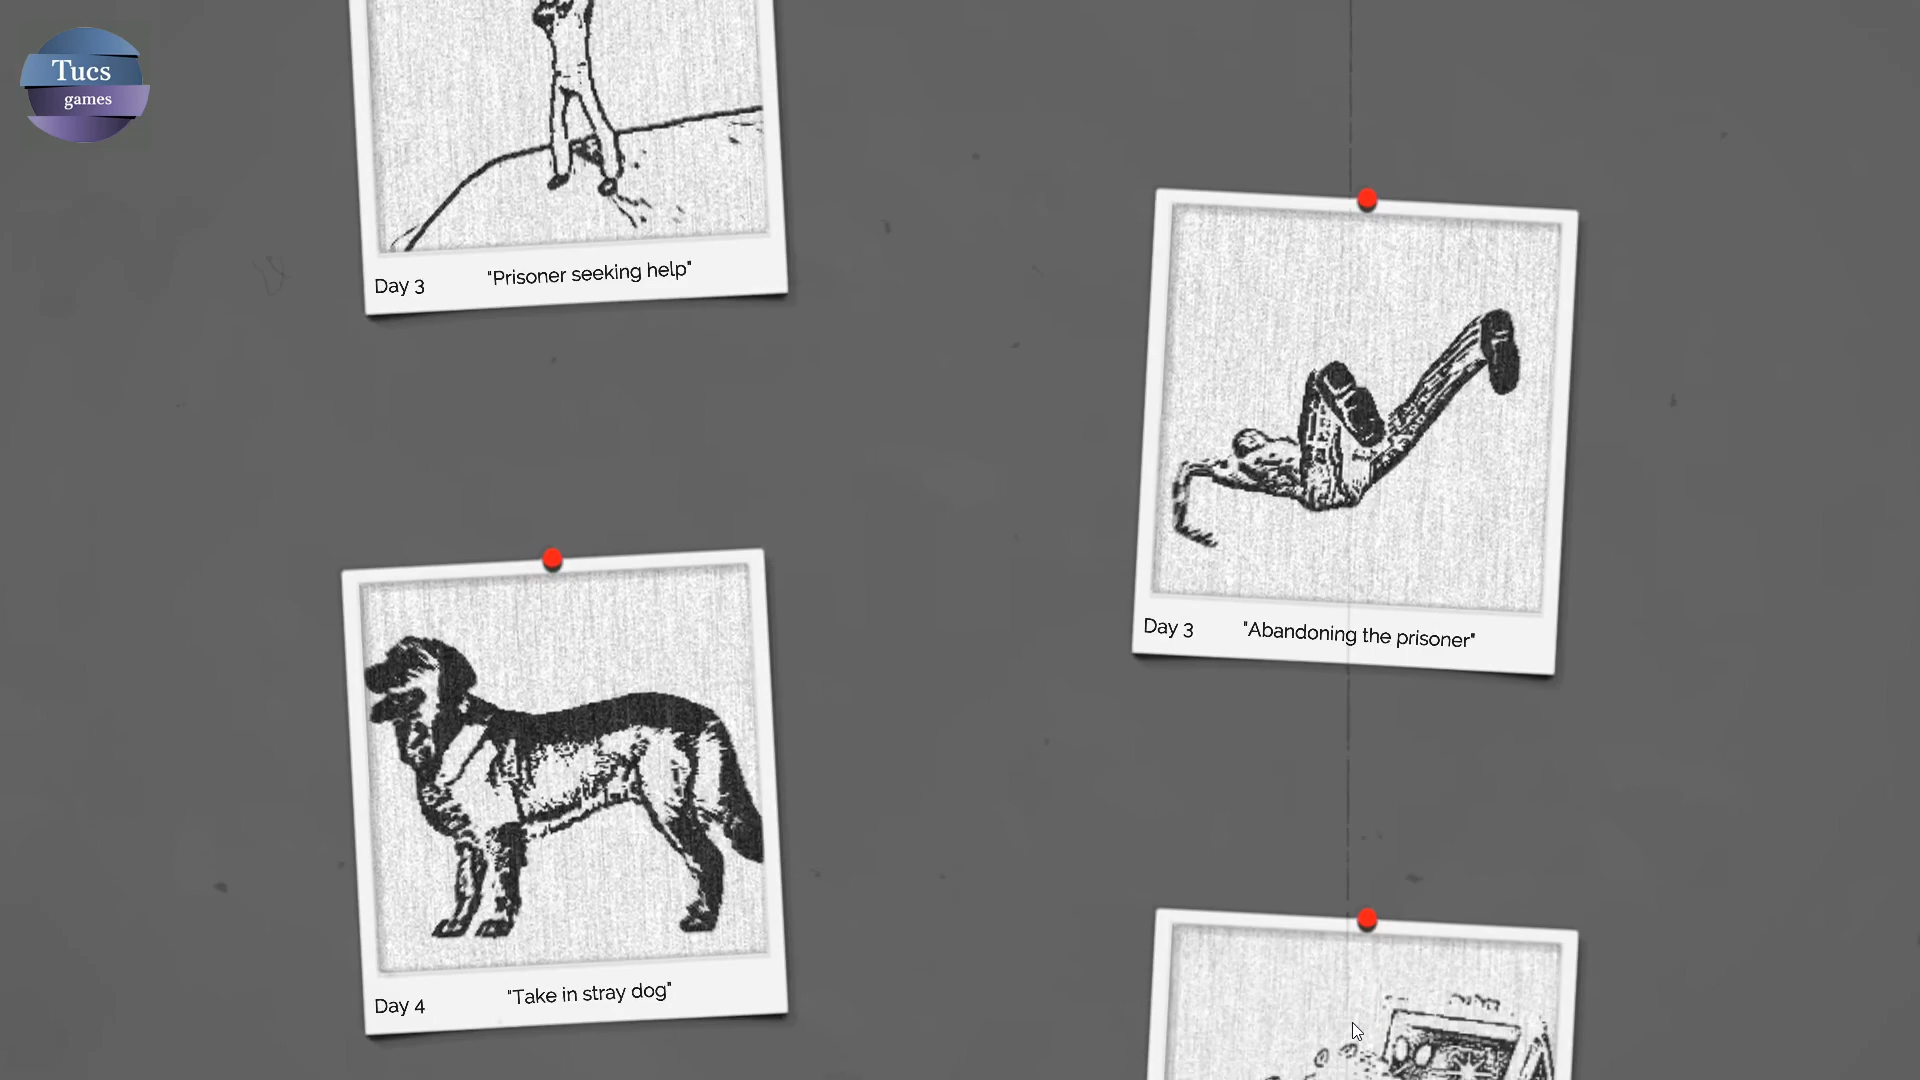 Tucs
games
Day 3 "Prisoner seeking help"
Day 3 "Abandoning the prisoner"
Day 4 "Take in stray dog"